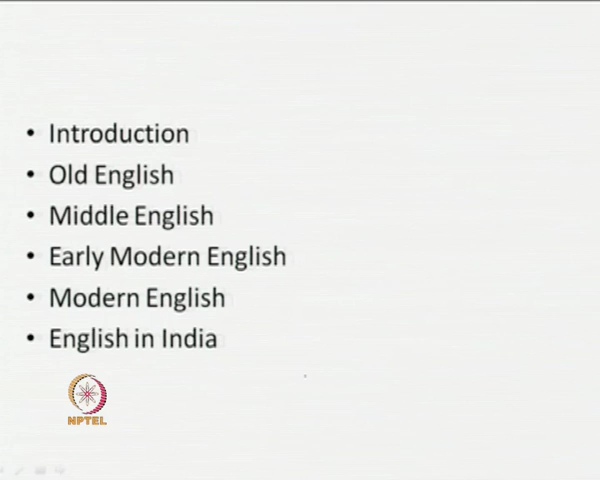 • Introduction
• Old English
• Middle English
• Early Modern English
• Modern English
• English in India
NPTEL